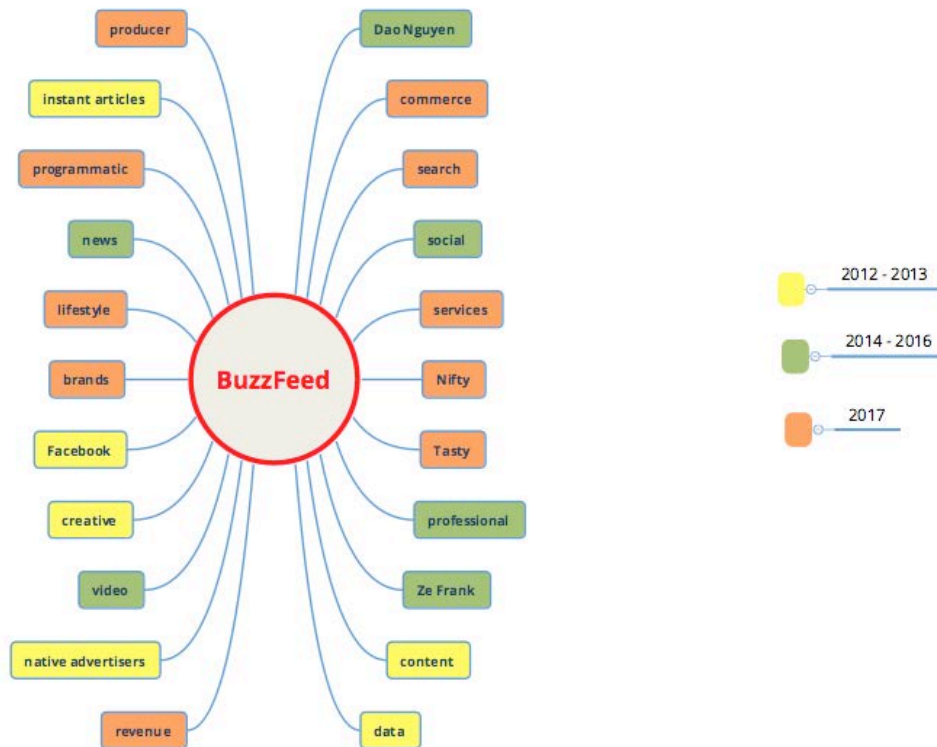 producer
instant articles
programmatic
news
lifestyle
brands
Facebook
creative
video
native advertisers
revenue
BuzzFeed
Dao Nguyen
commerce
search
social
services
Nifty
Tasty
professional
Ze Frank
content
data
2012 - 2013
2014 - 2016
2017